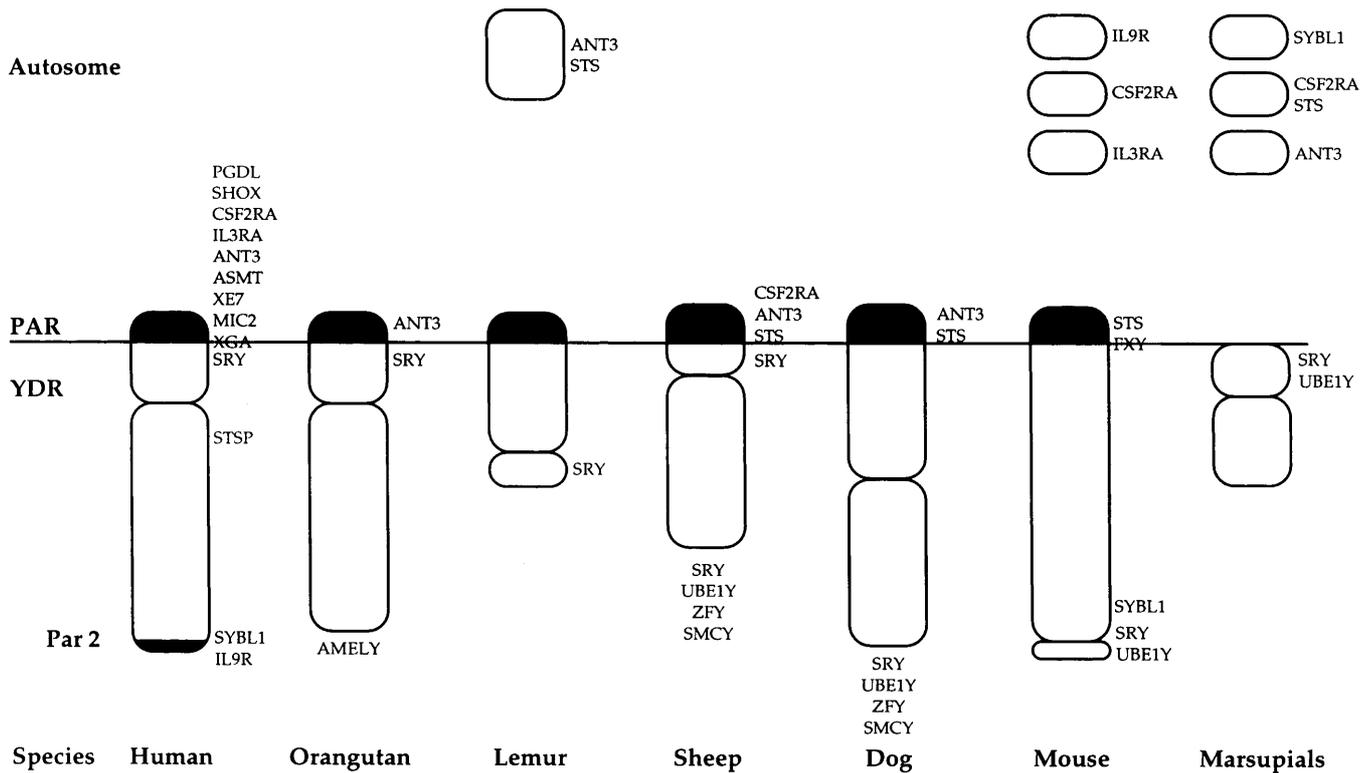 Autosome
ANT3
STS
IL9R
CSF2RA
IL3RA
SYBL1
CSF2RA
STS
ANT3
PGDL
SHOX
CSF2RA
IL3RA
ANT3
ASMT
XE7
MIC2
XGA
SRY
STSP
SYBL1
IL9R
PAR
YDR
Par 2
ANT3
SRY
AMELY
SRY
CSF2RA
ANT3
STS
SRY
SRY
UBE1Y
ZFY
SMCY
ANT3
STS
SRY
UBE1Y
ZFY
SMCY
STS
FXY
SYBL1
SRY
UBE1Y
SRY
UBE1Y
Species Human Orangutan Lemur Sheep Dog Mouse Marsupials